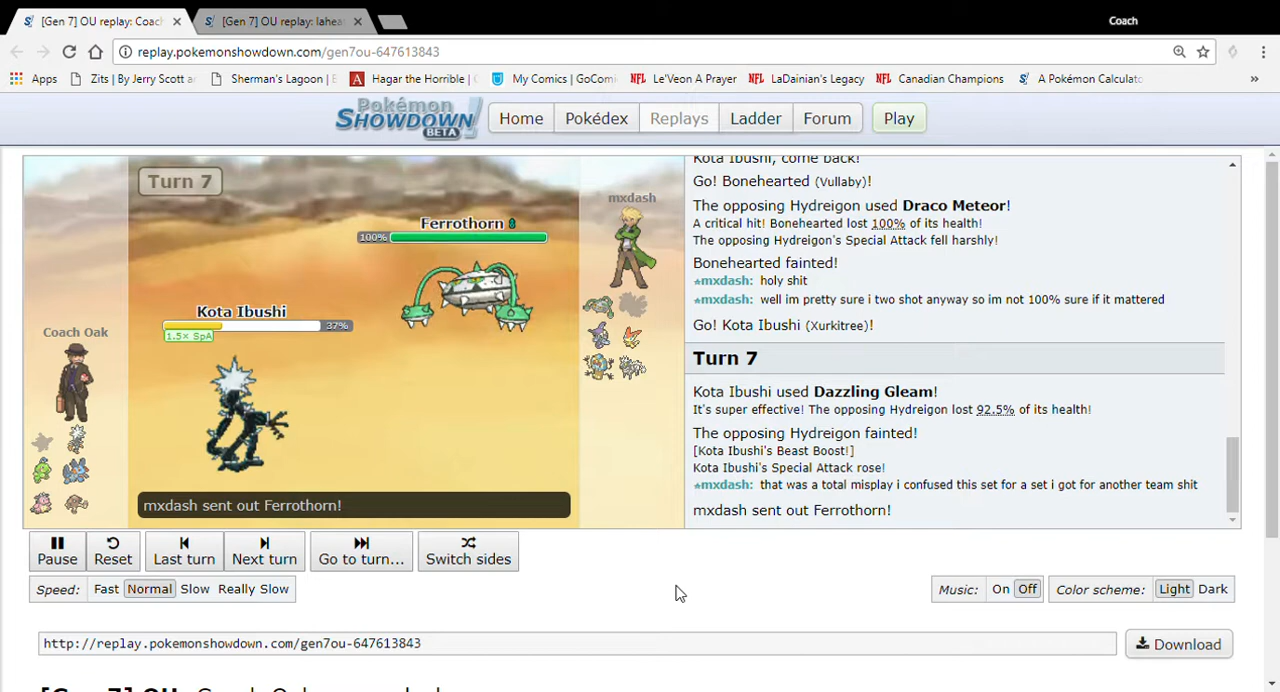 [Gen 7] OU replay: Coach
[Gen 7] OU replay: lahea
Coach
replay.pokemonshowdown.com/gen7ou-647613843
Apps
Zits | By Jerry Scott a
Sherman's Lagoon |
Hagar the Horrible |
My Comics | GoComi
Le'Veon A Prayer
LaDainian's Legacy
Canadian Champions
A Pokémon Calculato
»
Pokémon
SHOWDOWN!
BETA
Home
Pokédex
Replays
Ladder
Forum
Play
Turn 7
Ferrothorn
100%
Kota Ibushi
37%
1.5× SpA
Coach Oak
mxdash
mxdash sent out Ferrothorn!
Kota Ibushi, come back!
Go! Bonehearted (Vullaby)!
The opposing Hydreigon used Draco Meteor!
A critical hit! Bonehearted lost 100% of its health!
The opposing Hydreigon's Special Attack fell harshly!
Bonehearted fainted!
*mxdash: holy shit
*mxdash: well im pretty sure i two shot anyway so im not 100% sure if it mattered
Go! Kota Ibushi (Xurkitree)!
Turn 7
Kota Ibushi used Dazzling Gleam!
It's super effective! The opposing Hydreigon lost 92.5% of its health!
The opposing Hydreigon fainted!
[Kota Ibushi's Beast Boost!]
Kota Ibushi's Special Attack rose!
*mxdash: that was a total misplay i confused this set for a set i got for another team shit
mxdash sent out Ferrothorn!
Pause
Reset
Last turn
Next turn
Go to turn...
Switch sides
Speed:
Fast
Normal
Slow
Really Slow
Music:
On
Off
Color scheme:
Light
Dark
http://replay.pokemonshowdown.com/gen7ou-647613843
Download